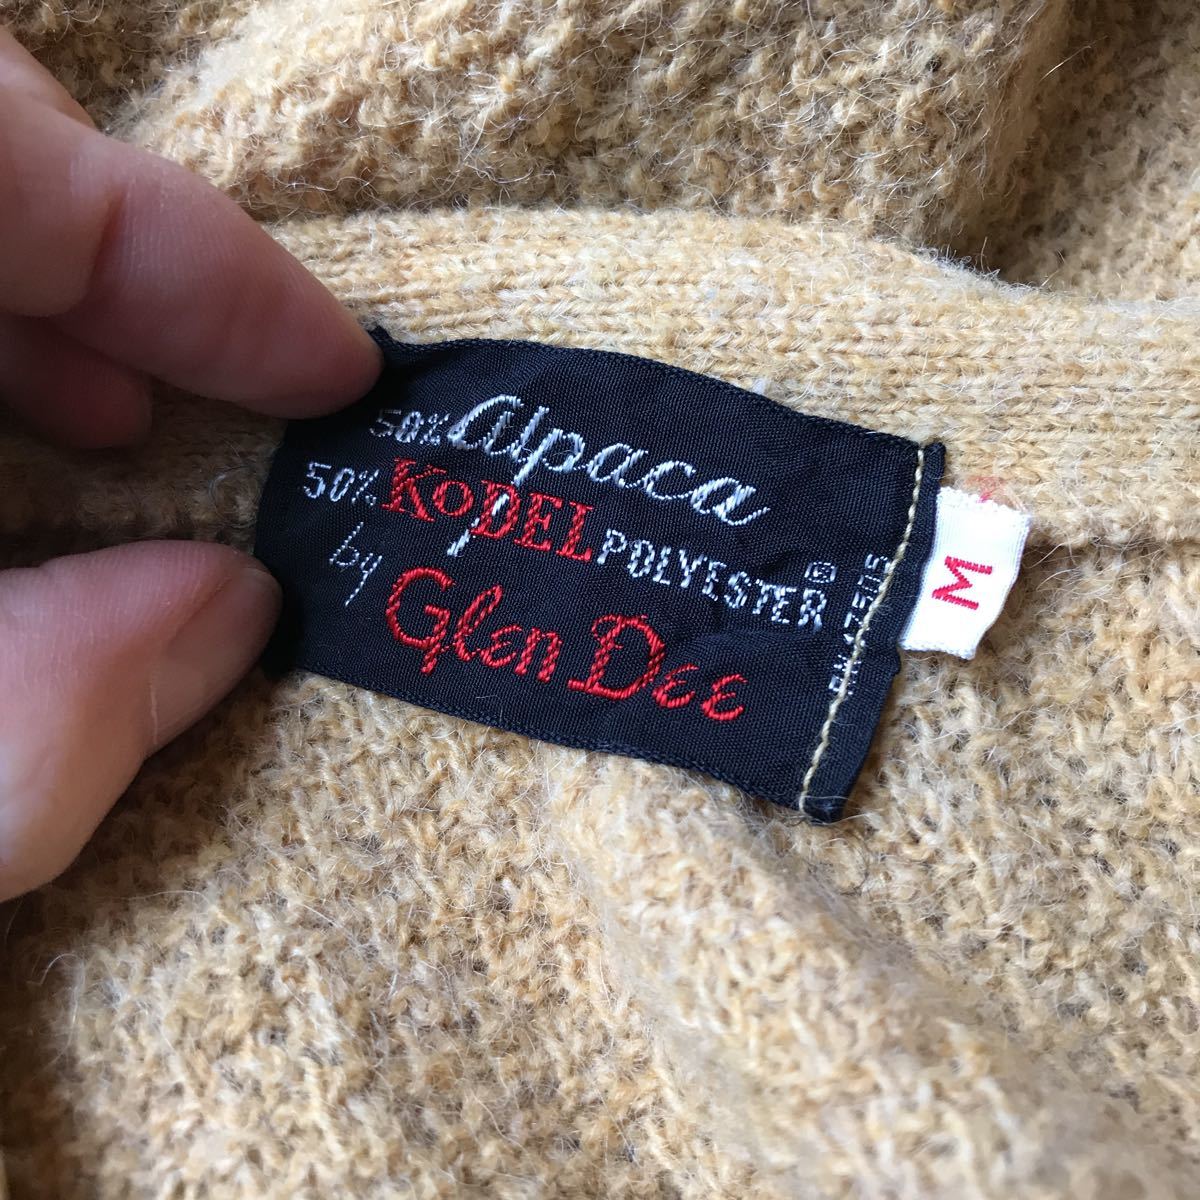 50% Alpaca
50% KODEL POLYESTER®
by Glen Dee
M